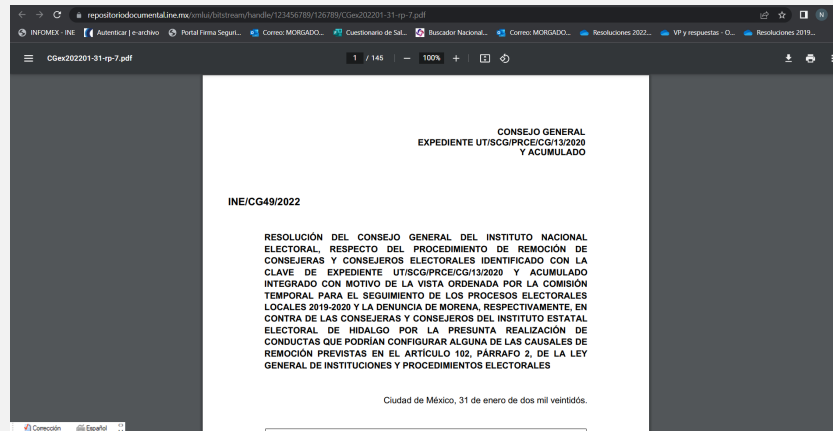 repositoriodocumental.ine.mx/xmlui/bitstream/handle/123456789/126789/CGex202201-31-rp-7.pdf
INFOMEX - INE Autenticar | e-archivo Portal Firma Seguri... Correo: MORGADO... Cuestionario de Sal... Buscador Nacional... Correo: MORGADO... Resoluciones 2022... VP y respuestas - O... Resoluciones 2019...
CGex202201-31-rp-7.pdf 1 / 145 100%
CONSEJO GENERAL
EXPEDIENTE UT/SCG/PRCE/CG/13/2020
Y ACUMULADO
INE/CG49/2022
RESOLUCIÓN DEL CONSEJO GENERAL DEL INSTITUTO NACIONAL
ELECTORAL, RESPECTO DEL PROCEDIMIENTO DE REMOCIÓN DE
CONSEJERAS Y CONSEJEROS ELECTORALES IDENTIFICADO CON LA
CLAVE DE EXPEDIENTE UT/SCG/PRCE/CG/13/2020 Y ACUMULADO
INTEGRADO CON MOTIVO DE LA VISTA ORDENADA POR LA COMISIÓN
TEMPORAL PARA EL SEGUIMIENTO DE LOS PROCESOS ELECTORALES
LOCALES 2019-2020 Y LA DENUNCIA DE MORENA, RESPECTIVAMENTE, EN
CONTRA DE LAS CONSEJERAS Y CONSEJEROS DEL INSTITUTO ESTATAL
ELECTORAL DE HIDALGO POR LA PRESUNTA REALIZACIÓN DE
CONDUCTAS QUE PODRÍAN CONFIGURAR ALGUNA DE LAS CAUSALES DE
REMOCIÓN PREVISTAS EN EL ARTÍCULO 102, PÁRRAFO 2, DE LA LEY
GENERAL DE INSTITUCIONES Y PROCEDIMIENTOS ELECTORALES
Ciudad de México, 31 de enero de dos mil veintidós.
Corrección Español